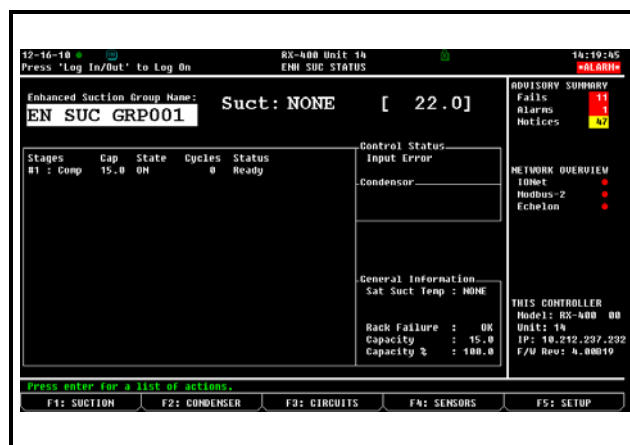 12-16-10 RX-400 Unit 14 14:19:45
Press 'Log In/Out' to Log On ENH SUC STATUS *ALARM*
Enhanced Suction Group Name:
EN SUC GRP001
Suct: NONE [ 22.0]
ADVISORY SUMMARY
Fails 11
Alarms 1
Notices 47
Stages Cap State Cycles Status
#1 : Comp 15.0 ON 0 Ready
Control Status
Input Error
Condensor
General Information
Sat Suct Temp : NONE
Rack Failure : OK
Capacity : 15.0
Capacity % : 100.0
NETWORK OVERVIEW
IONet
Modbus-2
Echelon
THIS CONTROLLER
Model: RX-400 00
Unit: 14
IP: 10.212.237.232
F/W Rev: 4.00B19
Press enter for a list of actions.
F1: SUCTION F2: CONDENSER F3: CIRCUITS F4: SENSORS F5: SETUP